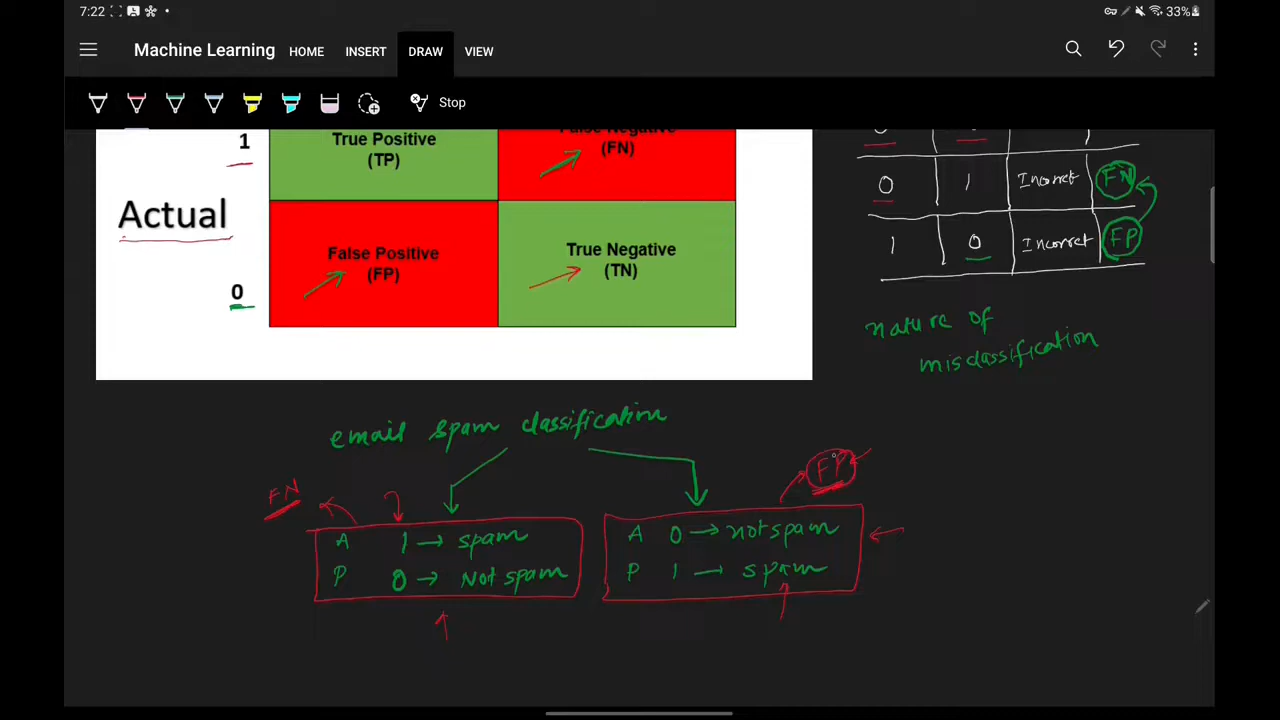 7:22
33%
Machine Learning HOME INSERT DRAW VIEW
Stop
1
True Positive
(TP)
False Negative
(FN)
Actual
0
False Positive
(FP)
True Negative
(TN)
0 1 Incorret FN
1 0 Incorret FP
nature of
misclassification
email spam classification
FN
A 1 → spam
P 0 → Not spam
FP
A 0 → not spam
P 1 → spam